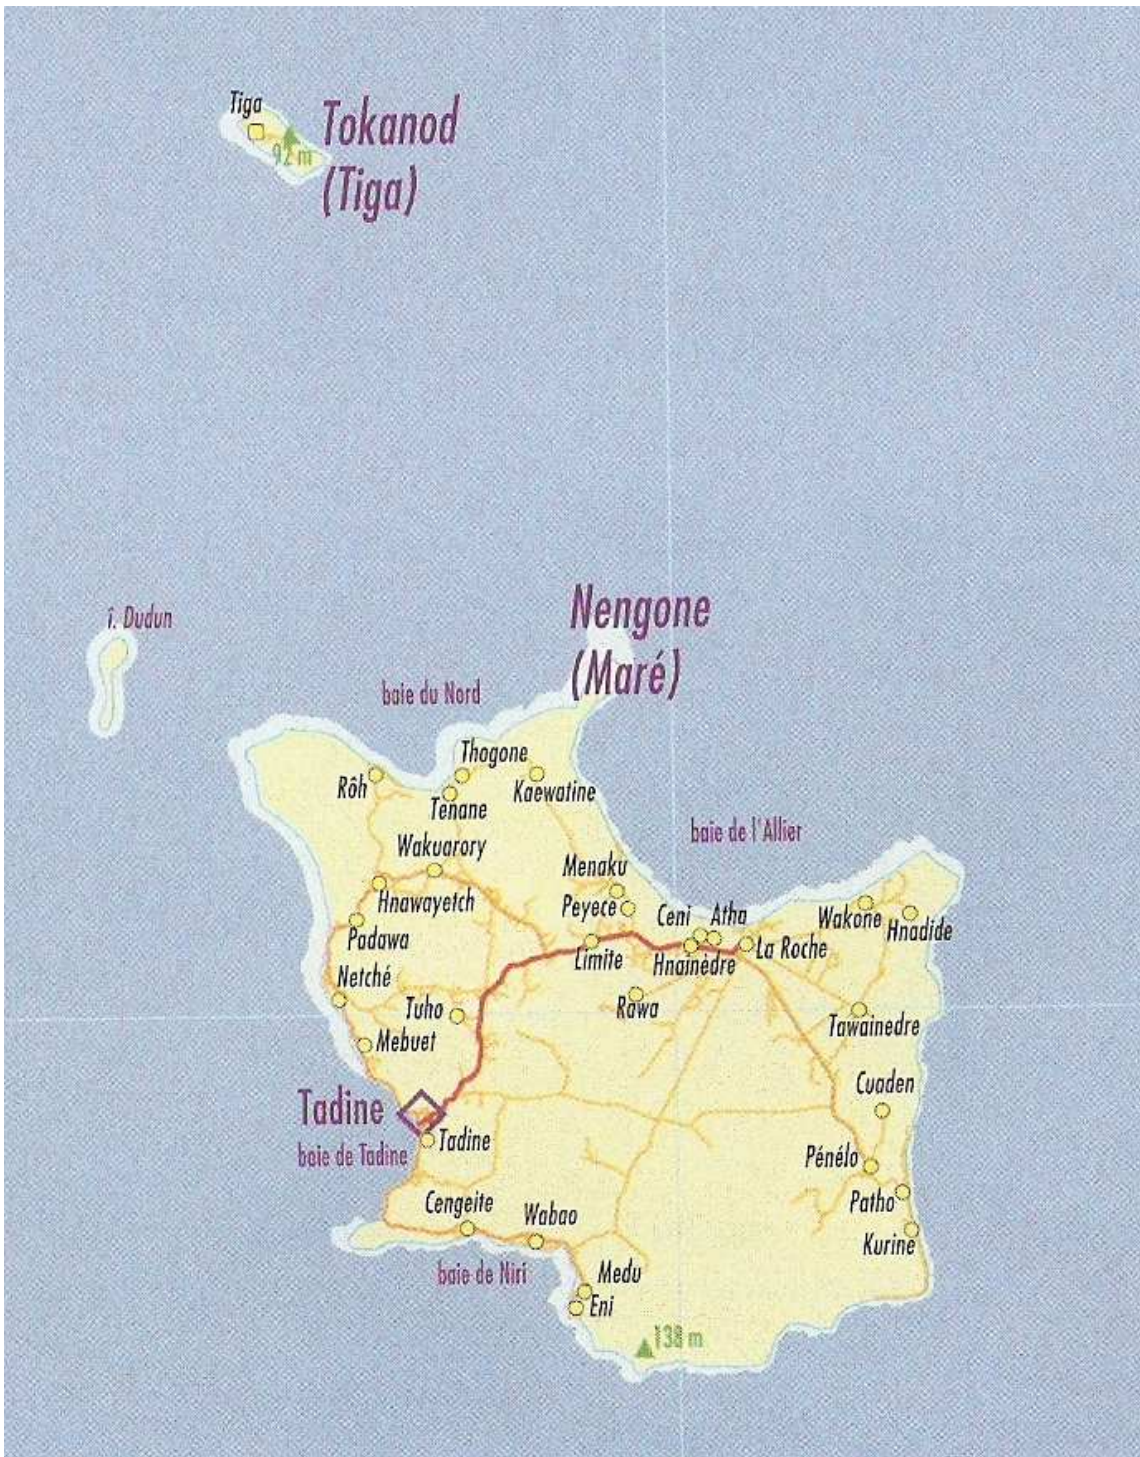 Tiga
Tokanod
(Tiga)
92 m
î. Dudun
Nengone
(Maré)
baie du Nord
Thogone
Rôh
Kaewatine
Tenane
baie de l'Allier
Wakuarory
Menaku
Hnawayetch
Peyece
Ceni
Atha
Wakone
Hnadide
Padawa
La Roche
Limite
Hnainèdre
Netché
Tuho
Rawa
Tawainedre
Mebuet
Cuaden
Tadine
Tadine
baie de Tadine
Pénélo
Patho
Cengeite
Wabao
Kurine
baie de Niri
Medu
Eni
138 m